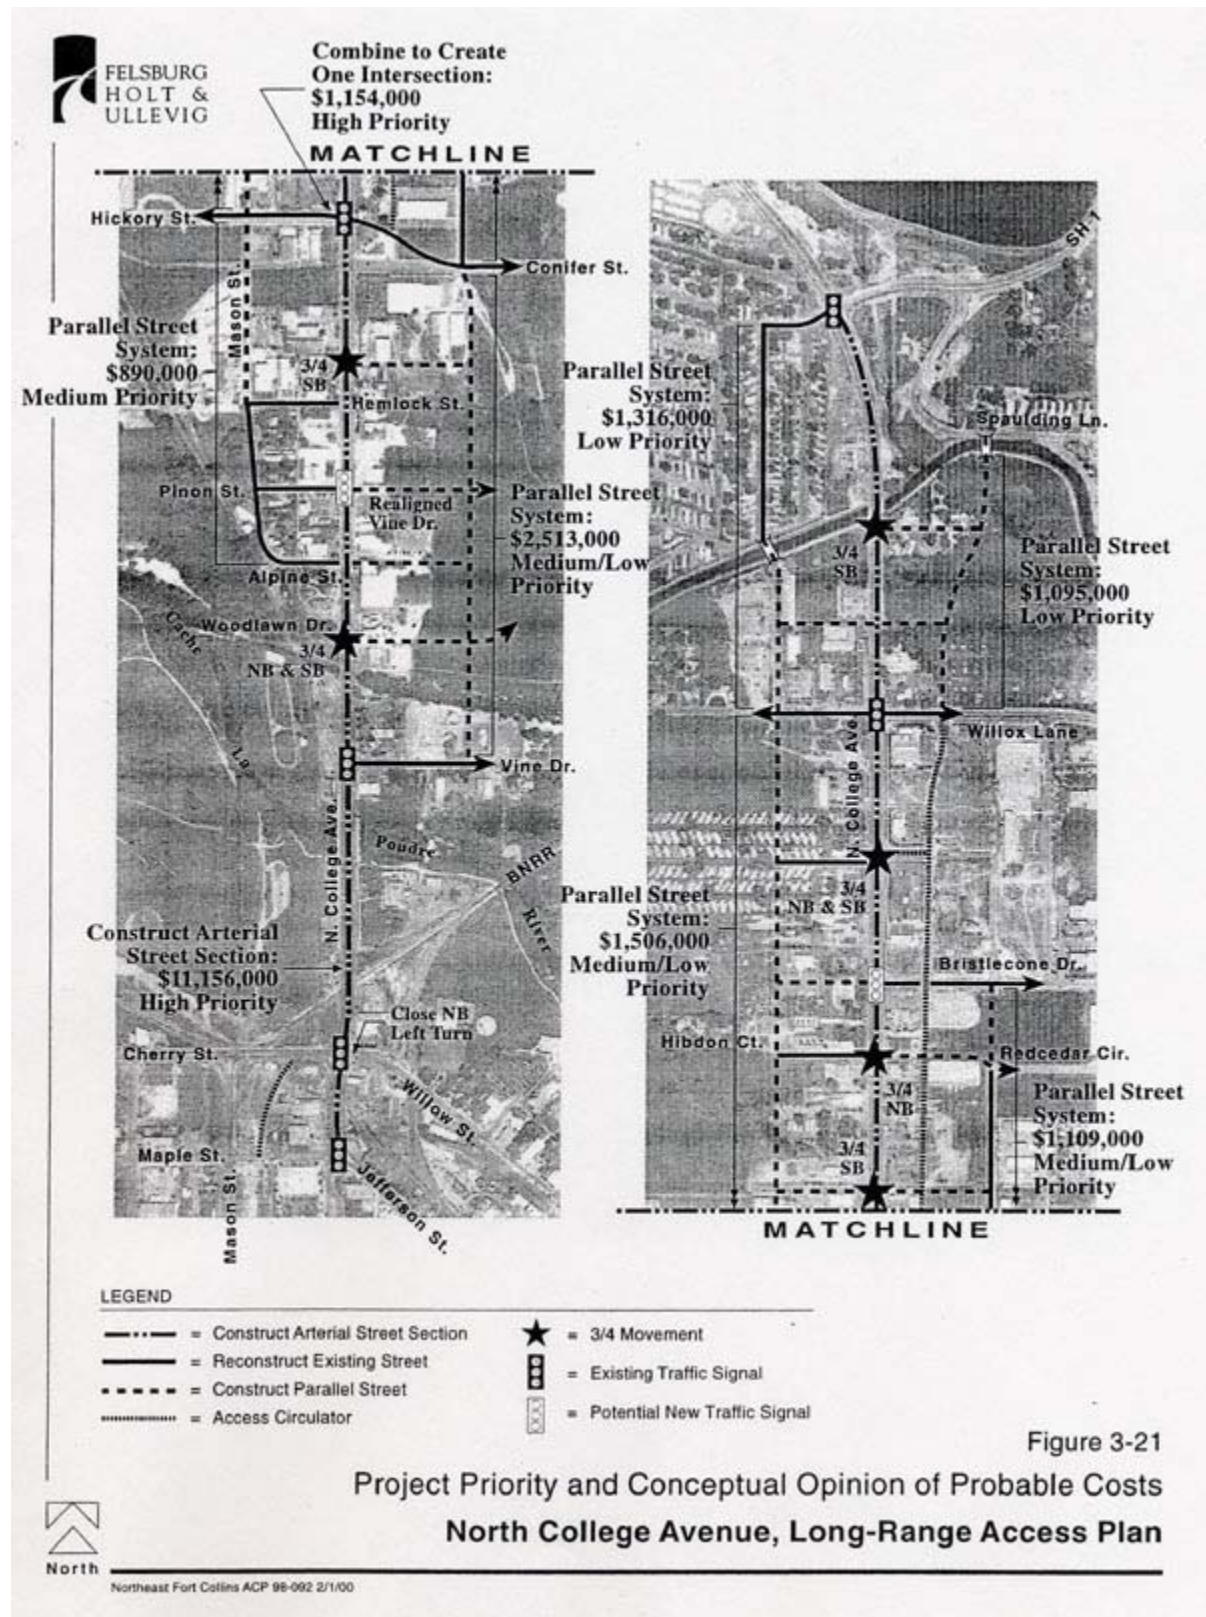 FELSBURG
HOLT &
ULLEVIG
Combine to Create
One Intersection:
$1,154,000
High Priority
MATCHLINE
Hickory St.
Conifer St.
Mason St.
Parallel Street
System:
$890,000
Medium Priority
3/4
SB
Hemlock St.
Pinon St.
Realigned
Vine Dr.
Parallel Street
System:
$2,513,000
Medium/Low
Priority
Alpine St.
Woodlawn Dr.
3/4
NB & SB
Cache
La
Poudre
River
Vine Dr.
N. College Ave.
BNRR
Construct Arterial
Street Section:
$11,156,000
High Priority
Close NB
Left Turn
Cherry St.
Willow St.
Maple St.
Mason St.
Jefferson St.
SH 1
Parallel Street
System:
$1,316,000
Low Priority
Spaulding Ln.
3/4
SB
Parallel Street
System:
$1,095,000
Low Priority
Willox Lane
N. College Ave.
3/4
NB & SB
Parallel Street
System:
$1,506,000
Medium/Low
Priority
Bristlecone Dr.
Hibdon Ct.
Redcedar Cir.
3/4
NB
Parallel Street
System:
$1,109,000
Medium/Low
Priority
3/4
SB
MATCHLINE
LEGEND
= Construct Arterial Street Section
= Reconstruct Existing Street
= Construct Parallel Street
= Access Circulator
= 3/4 Movement
= Existing Traffic Signal
= Potential New Traffic Signal
Figure 3-21
Project Priority and Conceptual Opinion of Probable Costs
North College Avenue, Long-Range Access Plan
North
Northeast Fort Collins ACP 98-092 2/1/00